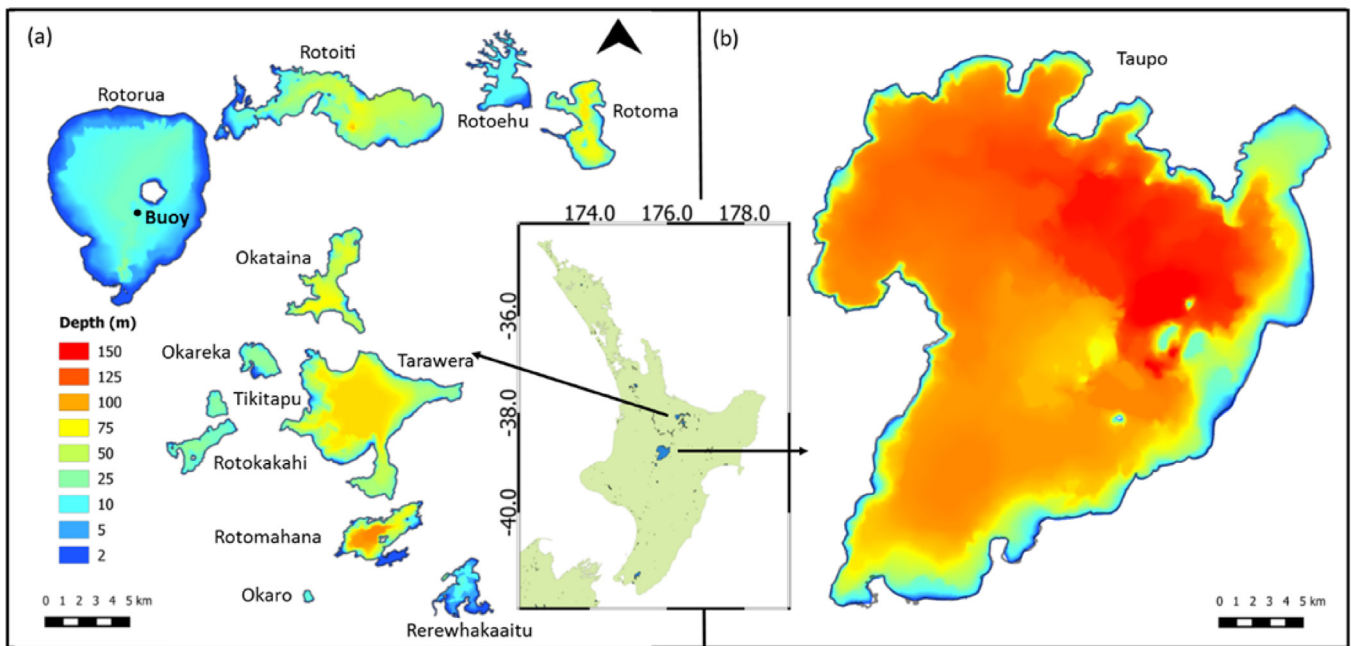 (a)
(b)
Rotorua
Rotoiti
Rotoehu
Rotoma
Taupo
Buoy
Okataina
174.0 176.0 178.0
-36.0
-38.0
-40.0
Depth (m)
150
125
100
75
50
25
10
5
2
Okareka
Tarawera
Tikitapu
Rotokakahi
Rotomahana
Okaro
Rerewhakaaitu
0 1 2 3 4 5 km
0 1 2 3 4 5 km